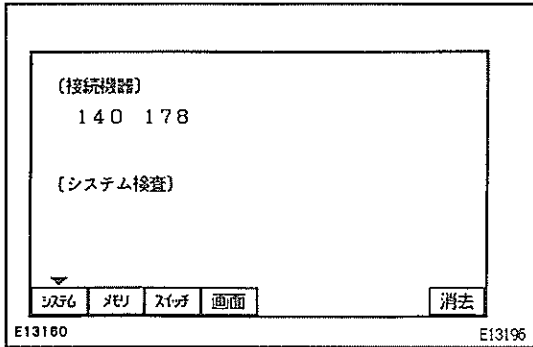 〔接続機器〕
140 178
〔システム検査〕
システム メモリ スイッチ 画面 消去
E13160
E13196